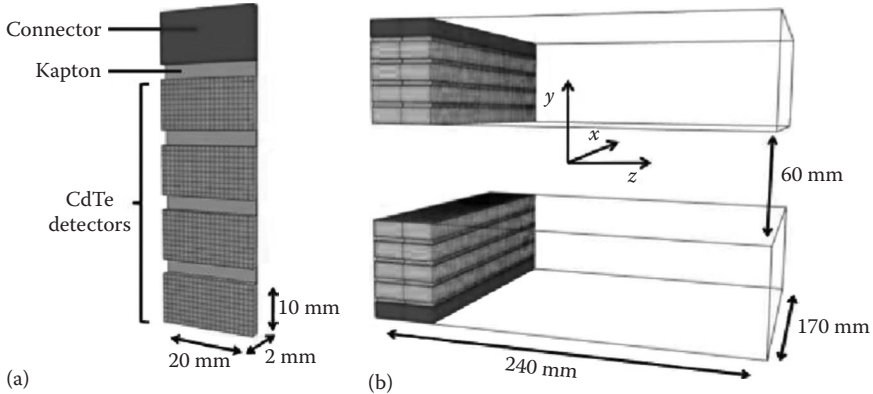 Connector
Kapton
CdTe
detectors
10 mm
20 mm
2 mm
(a)
y
x
z
60 mm
170 mm
240 mm
(b)